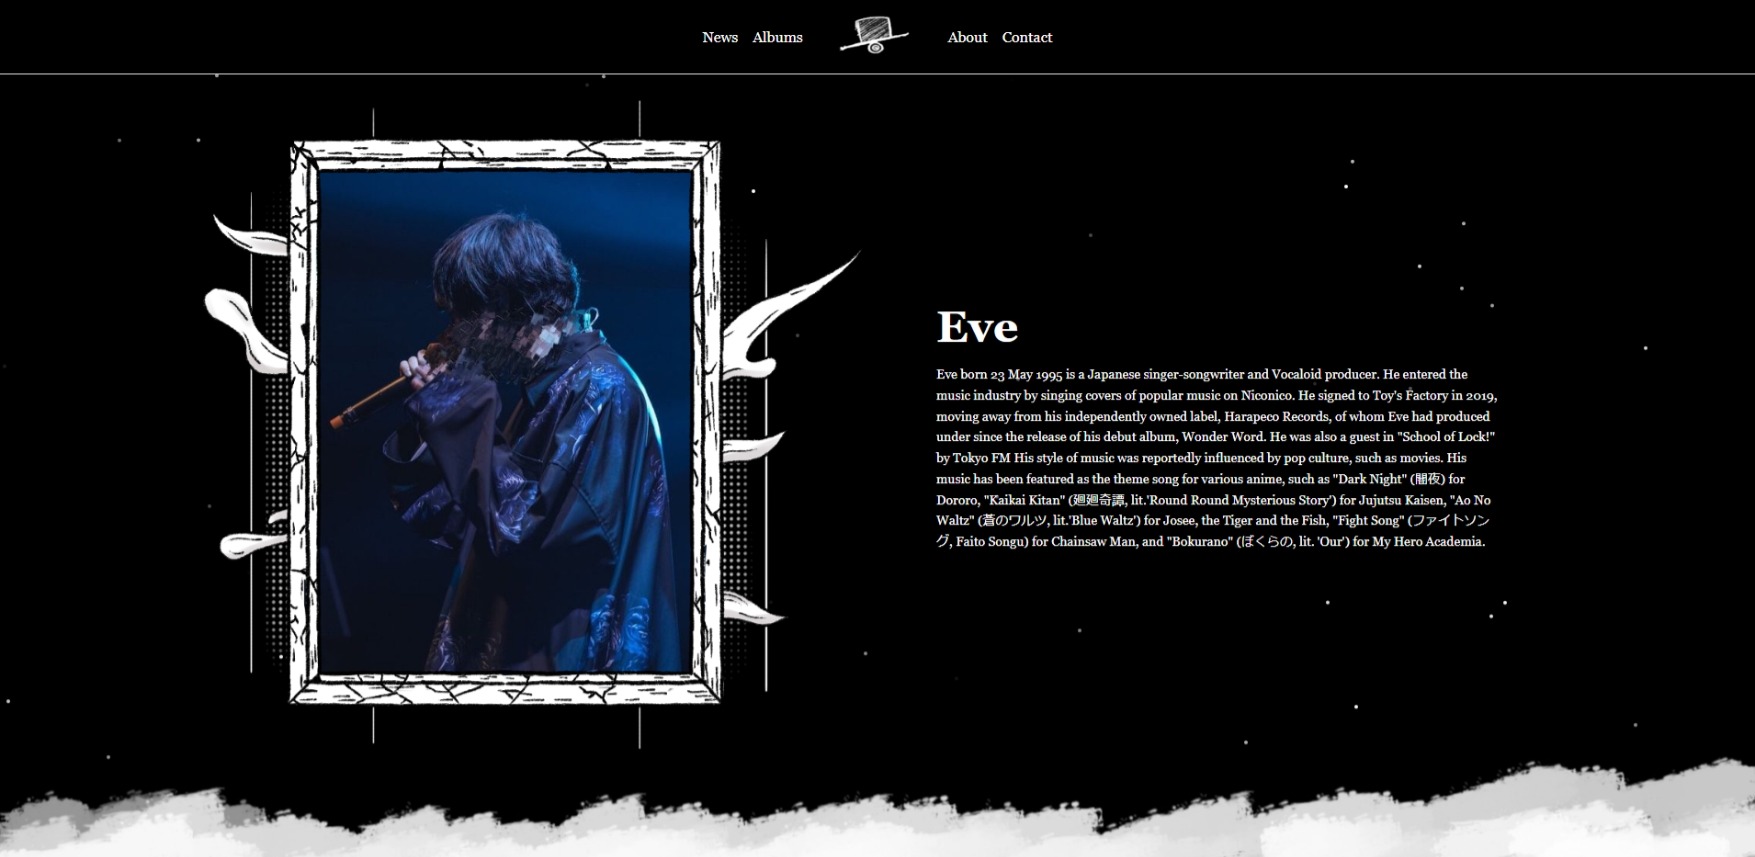 News Albums About Contact
Eve
Eve born 23 May 1995 is a Japanese singer-songwriter and Vocaloid producer. He entered the
music industry by singing covers of popular music on Niconico. He signed to Toy's Factory in 2019,
moving away from his independently owned label, Harapeco Records, of whom Eve had produced
under since the release of his debut album, Wonder Word. He was also a guest in "School of Lock!"
by Tokyo FM His style of music was reportedly influenced by pop culture, such as movies. His
music has been featured as the theme song for various anime, such as "Dark Night" (闇夜) for
Dororo, "Kaikai Kitan" (廻廻奇譚, lit.'Round Round Mysterious Story') for Jujutsu Kaisen, "Ao No
Waltz" (蒼のワルツ, lit.'Blue Waltz') for Josee, the Tiger and the Fish, "Fight Song" (ファイトソン
グ, Faito Songu) for Chainsaw Man, and "Bokurano" (ぼくらの, lit. 'Our') for My Hero Academia.